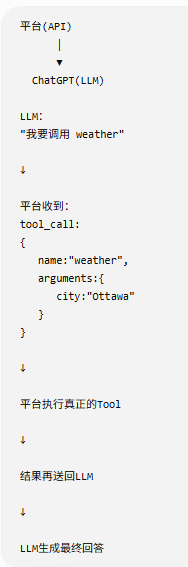 平台(API)
│
▼
ChatGPT(LLM)
LLM:
"我要调用 weather"
↓
平台收到:
tool_call:
{
name:"weather",
arguments:{
city:"Ottawa"
}
}
↓
平台执行真正的Tool
↓
结果再送回LLM
↓
LLM生成最终回答